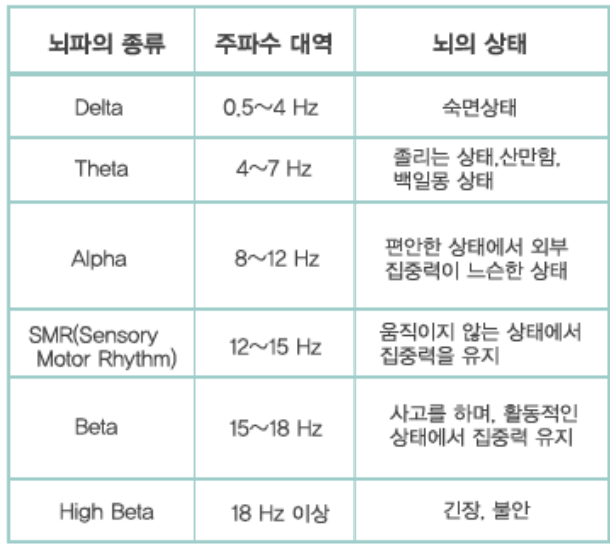 뇌파의 종류 주파수 대역 뇌의 상태
Delta 0.5～4 Hz 숙면상태
Theta 4～7 Hz 졸리는 상태,산만함,
백일몽 상태
Alpha 8～12 Hz 편안한 상태에서 외부
집중력이 느슨한 상태
SMR(Sensory
Motor Rhythm) 12～15 Hz 움직이지 않는 상태에서
집중력을 유지
Beta 15～18 Hz 사고를 하며, 활동적인
상태에서 집중력 유지
High Beta 18 Hz 이상 긴장, 불안